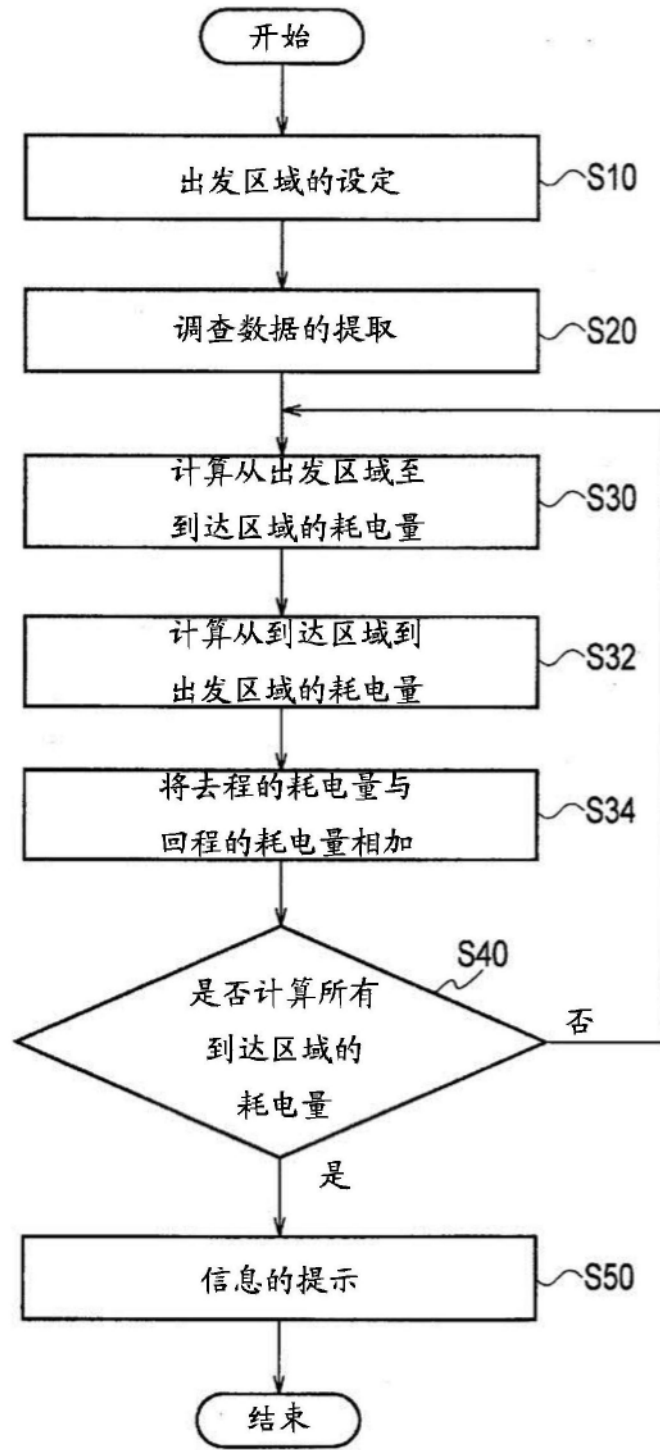 开始
出发区域的设定
S10
调查数据的提取
S20
计算从出发区域至
到达区域的耗电量
S30
计算从到达区域到
出发区域的耗电量
S32
将去程的耗电量与
回程的耗电量相加
S34
S40
是否计算所有
到达区域的
耗电量
否
是
信息的提示
S50
结束